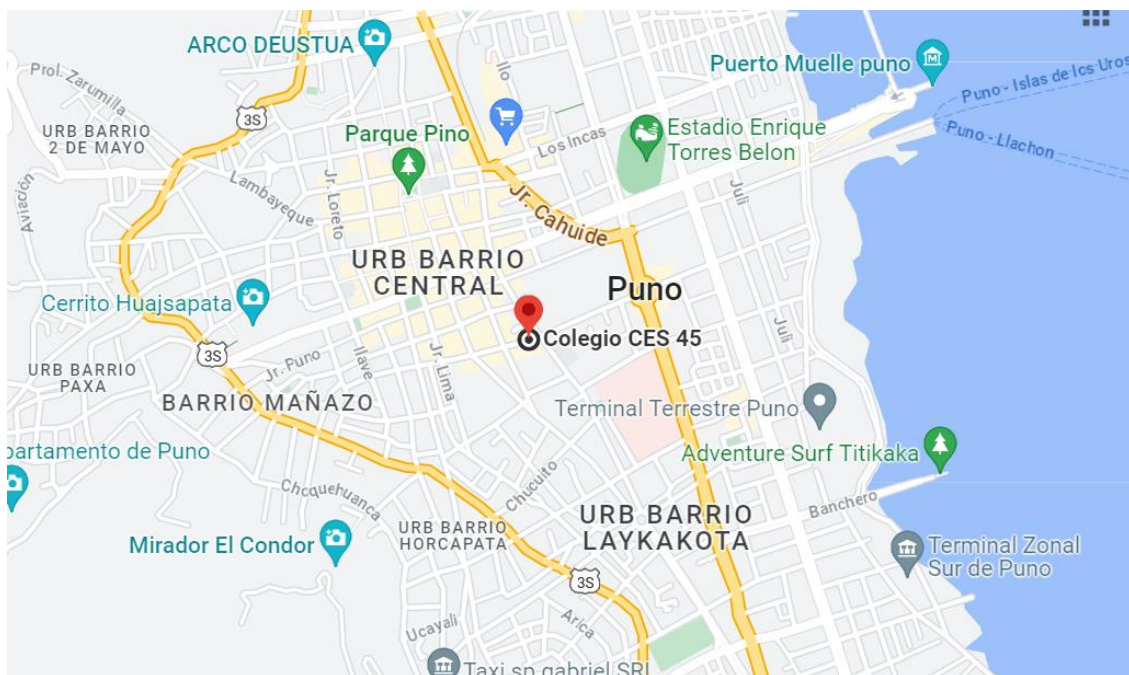 ARCO DEUSTUA
Ilo
Puerto Muelle puno
Prol. Zarumilla
Puno - Islas de los Uros
3S
URB BARRIO
2 DE MAYO
Parque Pino
Los Incas
Estadio Enrique
Torres Belon
Puno - Llachon
Lambayeque
Aviación
Jr. Loreto
Jr. Cahuide
Juli
URB BARRIO
CENTRAL
Puno
Cerrito Huajsapata
Colegio CES 45
Juli
3S
Jr. Puno
Ilave
Jr. Lima
URB BARRIO
PAXA
BARRIO MAÑAZO
Terminal Terrestre Puno
partamento de Puno
Adventure Surf Titikaka
Choquehuanca
Chucuito
Banchero
URB BARRIO
HORCAPATA
URB BARRIO
LAYKAKOTA
Mirador El Condor
Terminal Zonal
Sur de Puno
3S
Arica
Ucayali
Taxi sp gabriel SRL